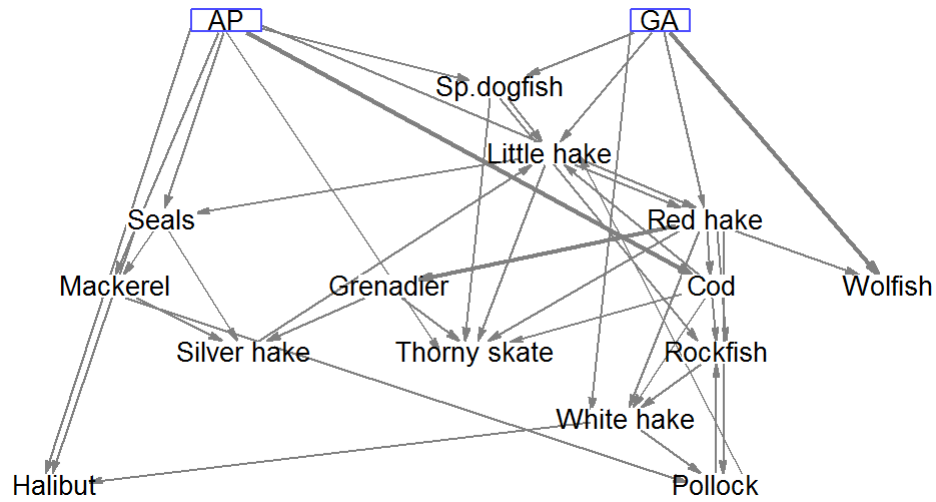 AP
GA
Sp.dogfish
Little hake
Seals
Red hake
Mackerel
Grenadier
Cod
Wolfish
Silver hake
Thorny skate
Rockfish
White hake
Halibut
Pollock